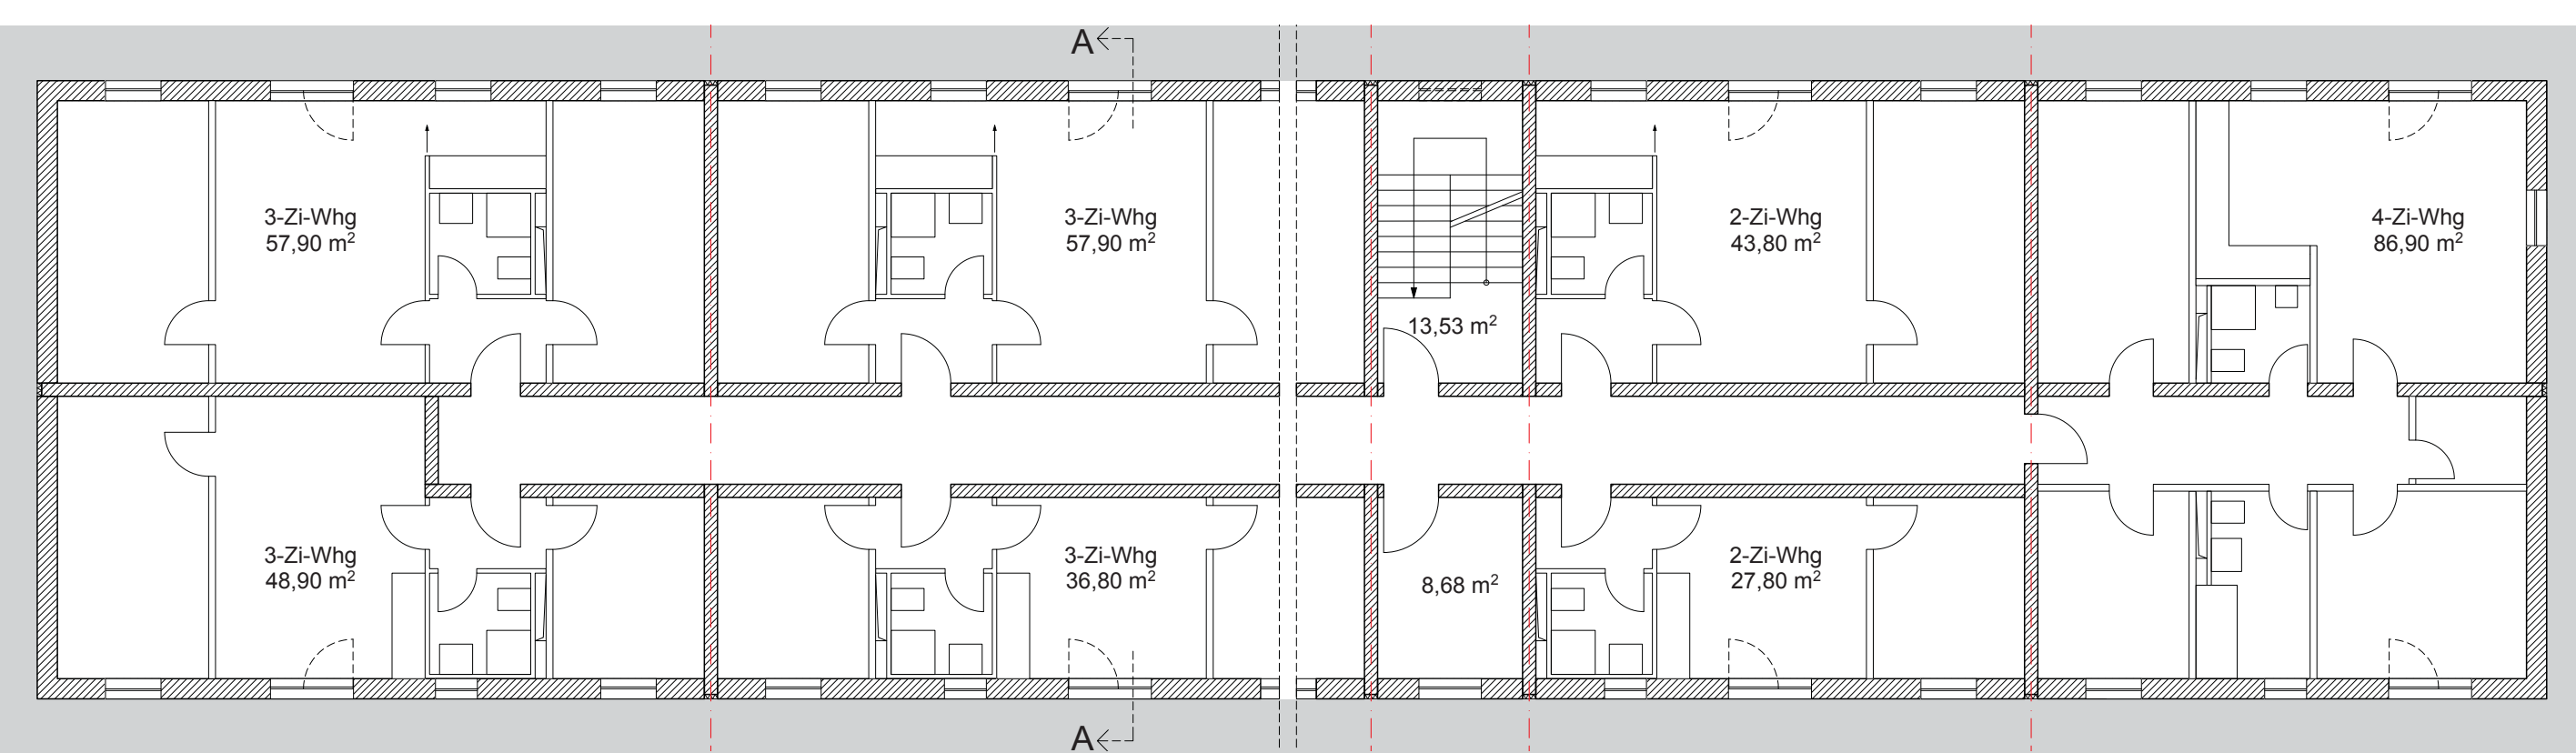 A
3-Zi-Whg
57,90 m²
3-Zi-Whg
57,90 m²
2-Zi-Whg
43,80 m²
4-Zi-Whg
86,90 m²
13,53 m²
3-Zi-Whg
48,90 m²
3-Zi-Whg
36,80 m²
8,68 m²
2-Zi-Whg
27,80 m²
A